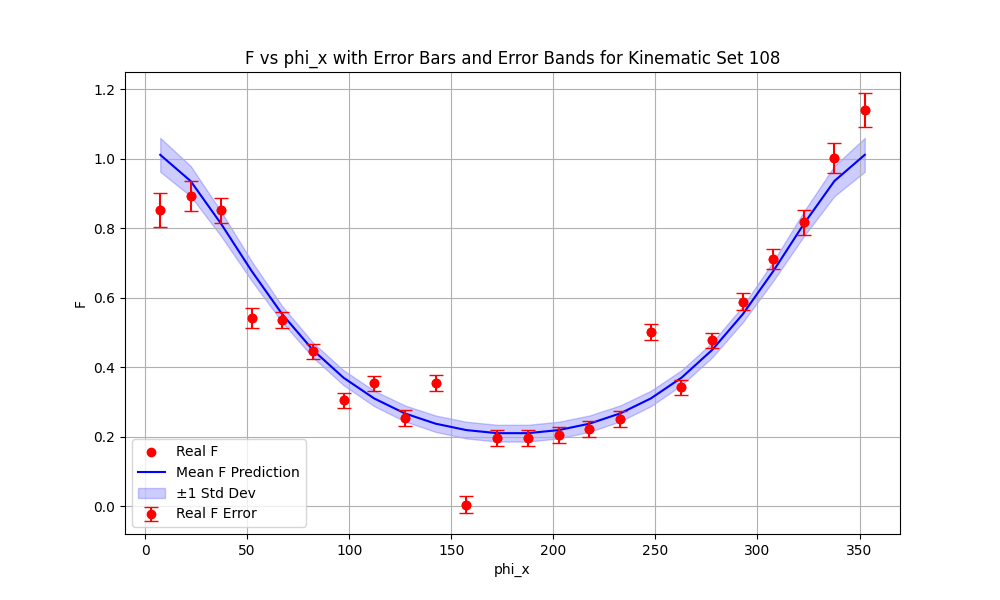 F vs phi_x with Error Bars and Error Bands for Kinematic Set 108
1.2
1.0
0.8
0.6
0.4
0.2
0.0
F
Real F
Mean F Prediction
±1 Std Dev
Real F Error
0 50 100 150 200 250 300 350
phi_x